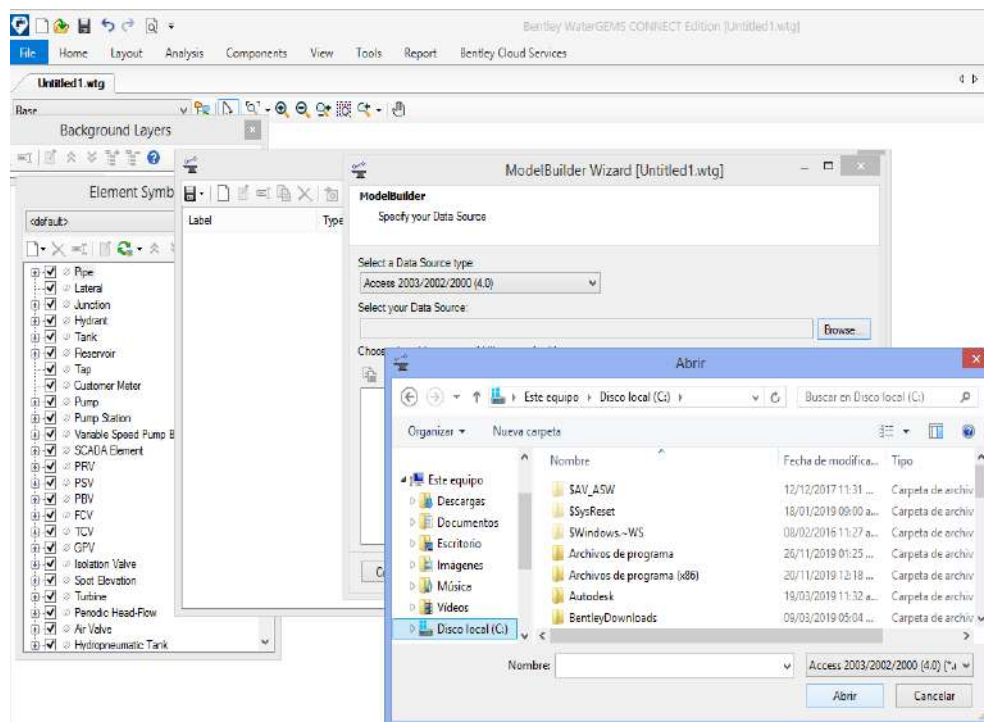 Bentley WaterGEMS CONNECT Edition [Untitled1.wtg]
File Home Layout Analysis Components View Tools Report Bentley Cloud Services
Untitled1.wtg
Base
Background Layers
Element Symb
<default>
Pipe
Lateral
Junction
Hydrant
Tank
Reservoir
Tap
Customer Meter
Pump
Pump Station
Variable Speed Pump B
SCADA Element
PRV
PSV
PBV
FCV
TCV
GPV
Isolation Valve
Spot Elevation
Turbine
Periodic Head-Flow
Air Valve
Hydropneumatic Tank
Label Type
ModelBuilder Wizard [Untitled1.wtg]
ModelBuilder
Specify your Data Source
Select a Data Source type:
Access 2003/2002/2000 (4.0)
Select your Data Source:
Browse...
Abrir
Este equipo Disco local (C:)
Buscar en Disco local (C:)
Organizar Nueva carpeta
Este equipo
Descargas
Documentos
Escritorio
Imágenes
Música
Vídeos
Disco local (C:)
Nombre Fecha de modifica... Tipo
$AV_ASW 12/12/2017 11:31 ... Carpeta de archiv
$SysReset 18/01/2019 09:00 a... Carpeta de archiv
$Windows.~WS 08/02/2016 11:27 a... Carpeta de archiv
Archivos de programa 26/11/2019 01:25 ... Carpeta de archiv
Archivos de programa (x86) 20/11/2019 12:18 ... Carpeta de archiv
Autodesk 19/03/2019 11:32 a... Carpeta de archiv
BentleyDownloads 09/03/2019 05:04 ... Carpeta de archiv
Nombre:
Access 2003/2002/2000 (4.0) (*.a
Abrir Cancelar